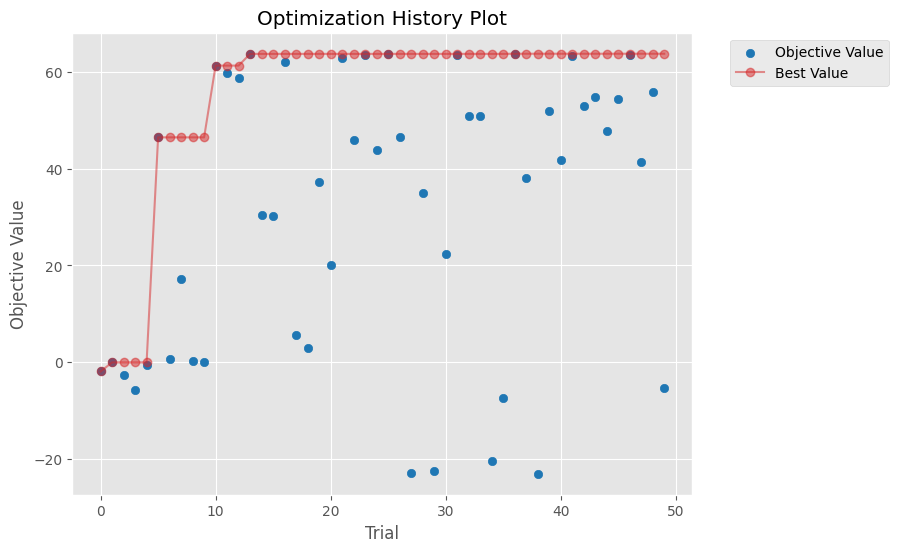 Optimization History Plot
Objective Value
Best Value
Objective Value
60
40
20
0
−20
0 10 20 30 40 50
Trial